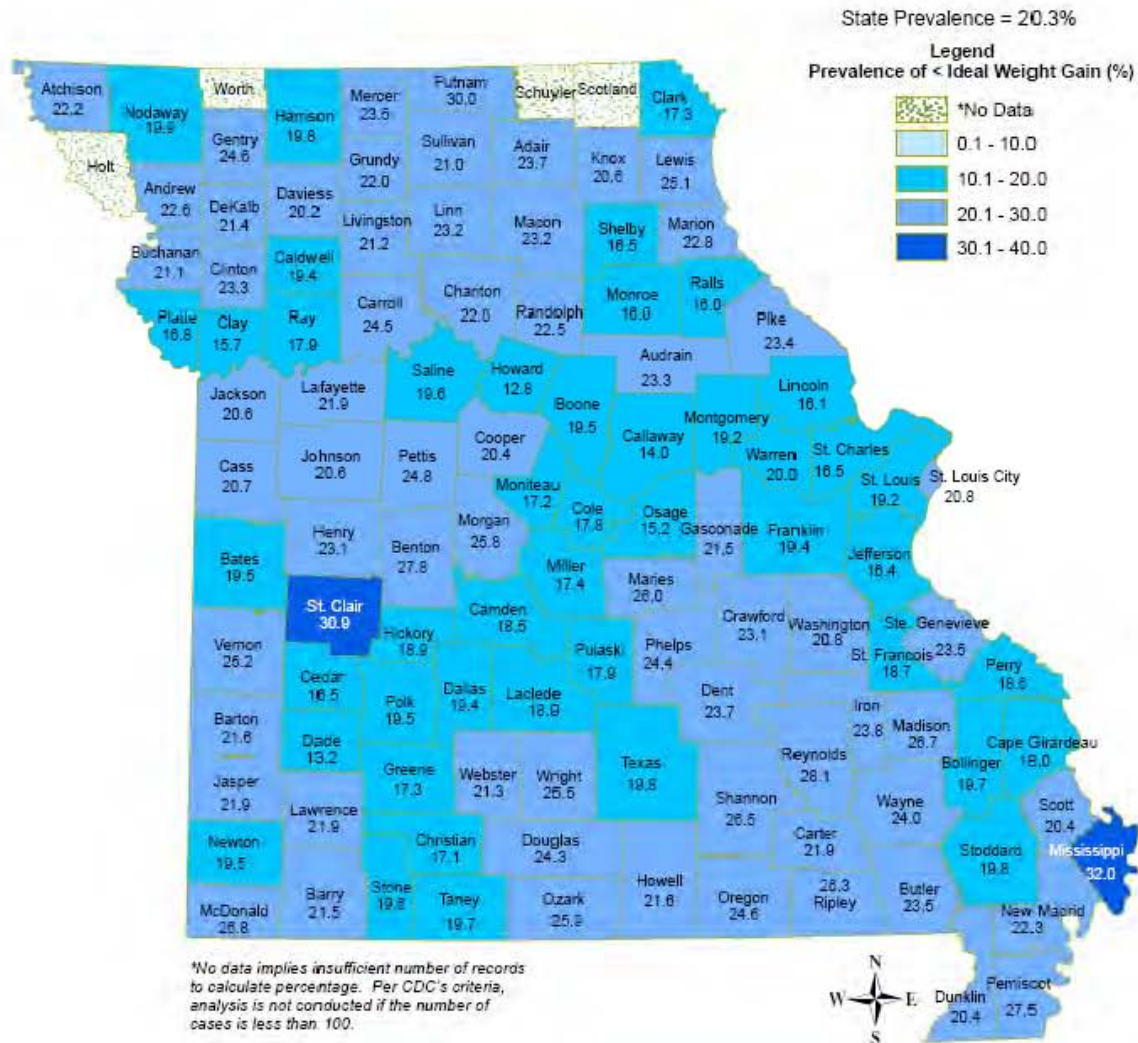 State Prevalence = 20.3%
Legend
Prevalence of < Ideal Weight Gain (%)
*No Data
0.1 - 10.0
10.1 - 20.0
20.1 - 30.0
30.1 - 40.0
Atchison
22.2
Nodaway
19.9
Worth
Harrison
19.8
Mercer
Putnam
30.0
Schuyler
Scotland
Clark
17.3
Holt
Gentry
24.6
Sullivan
21.0
Adair
23.7
Knox
20.6
Lewis
25.1
Andrew
22.6
DeKalb
21.4
Daviess
20.2
Grundy
22.0
Livingston
21.2
Linn
23.2
Macon
23.2
Shelby
16.5
Marion
22.8
Buchanan
21.1
Clinton
23.3
Caldwell
19.4
Carroll
24.5
Chariton
22.0
Randolph
22.5
Monroe
16.0
Ralls
16.0
Platte
16.8
Clay
15.7
Ray
17.9
Pike
23.4
Audrain
23.3
Saline
19.6
Howard
12.8
Boone
19.5
Jackson
20.6
Lafayette
21.9
Callaway
14.0
Montgomery
19.2
Lincoln
16.1
Warren
20.0
St. Charles
16.5
St. Louis
19.2
St. Louis City
20.8
Cass
20.7
Johnson
20.6
Pettis
24.8
Cooper
20.4
Moniteau
17.2
Cole
17.8
Osage
15.2
Gasconade
21.5
Franklin
19.4
Jefferson
16.4
Bates
19.5
Henry
23.1
Benton
27.8
Morgan
25.8
Miller
17.4
Maries
26.0
St. Clair
30.9
Hickory
18.9
Camden
18.5
Pulaski
17.9
Phelps
24.4
Crawford
23.1
Washington
20.8
Ste. Genevieve
23.5
St. Francois
18.7
Perry
18.6
Vernon
Cedar
16.5
Polk
19.5
Dallas
19.4
Laclede
18.9
Dent
23.7
Iron
23.8
Madison
26.7
Bollinger
19.7
Cape Girardeau
18.0
Barton
21.6
Dade
13.2
Greene
17.3
Webster
21.3
Wright
25.5
Texas
19.8
Reynolds
28.1
Shannon
26.5
Wayne
24.0
Scott
20.4
Mississippi
32.0
Jasper
21.9
Lawrence
21.9
Newton
19.5
Christian
17.1
Douglas
24.3
Carter
21.9
Stoddard
19.8
McDonald
26.8
Barry
21.5
Stone
Taney
19.7
Ozark
25.9
Howell
21.6
Oregon
24.6
26.3
Ripley
Butler
23.5
New Madrid
22.3
Dunklin
20.4
Pemiscot
27.5
*No data implies insufficient number of records
to calculate percentage. Per CDC's criteria,
analysis is not conducted if the number of
cases is less than 100.
N
W
E
S